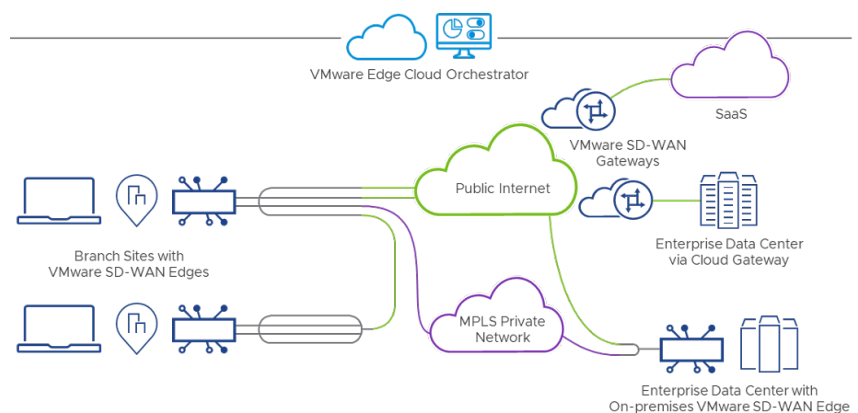 VMware Edge Cloud Orchestrator
SaaS
VMware SD-WAN
Gateways
Public Internet
Enterprise Data Center
via Cloud Gateway
Branch Sites with
VMware SD-WAN Edges
MPLS Private
Network
Enterprise Data Center with
On-premises VMware SD-WAN Edge